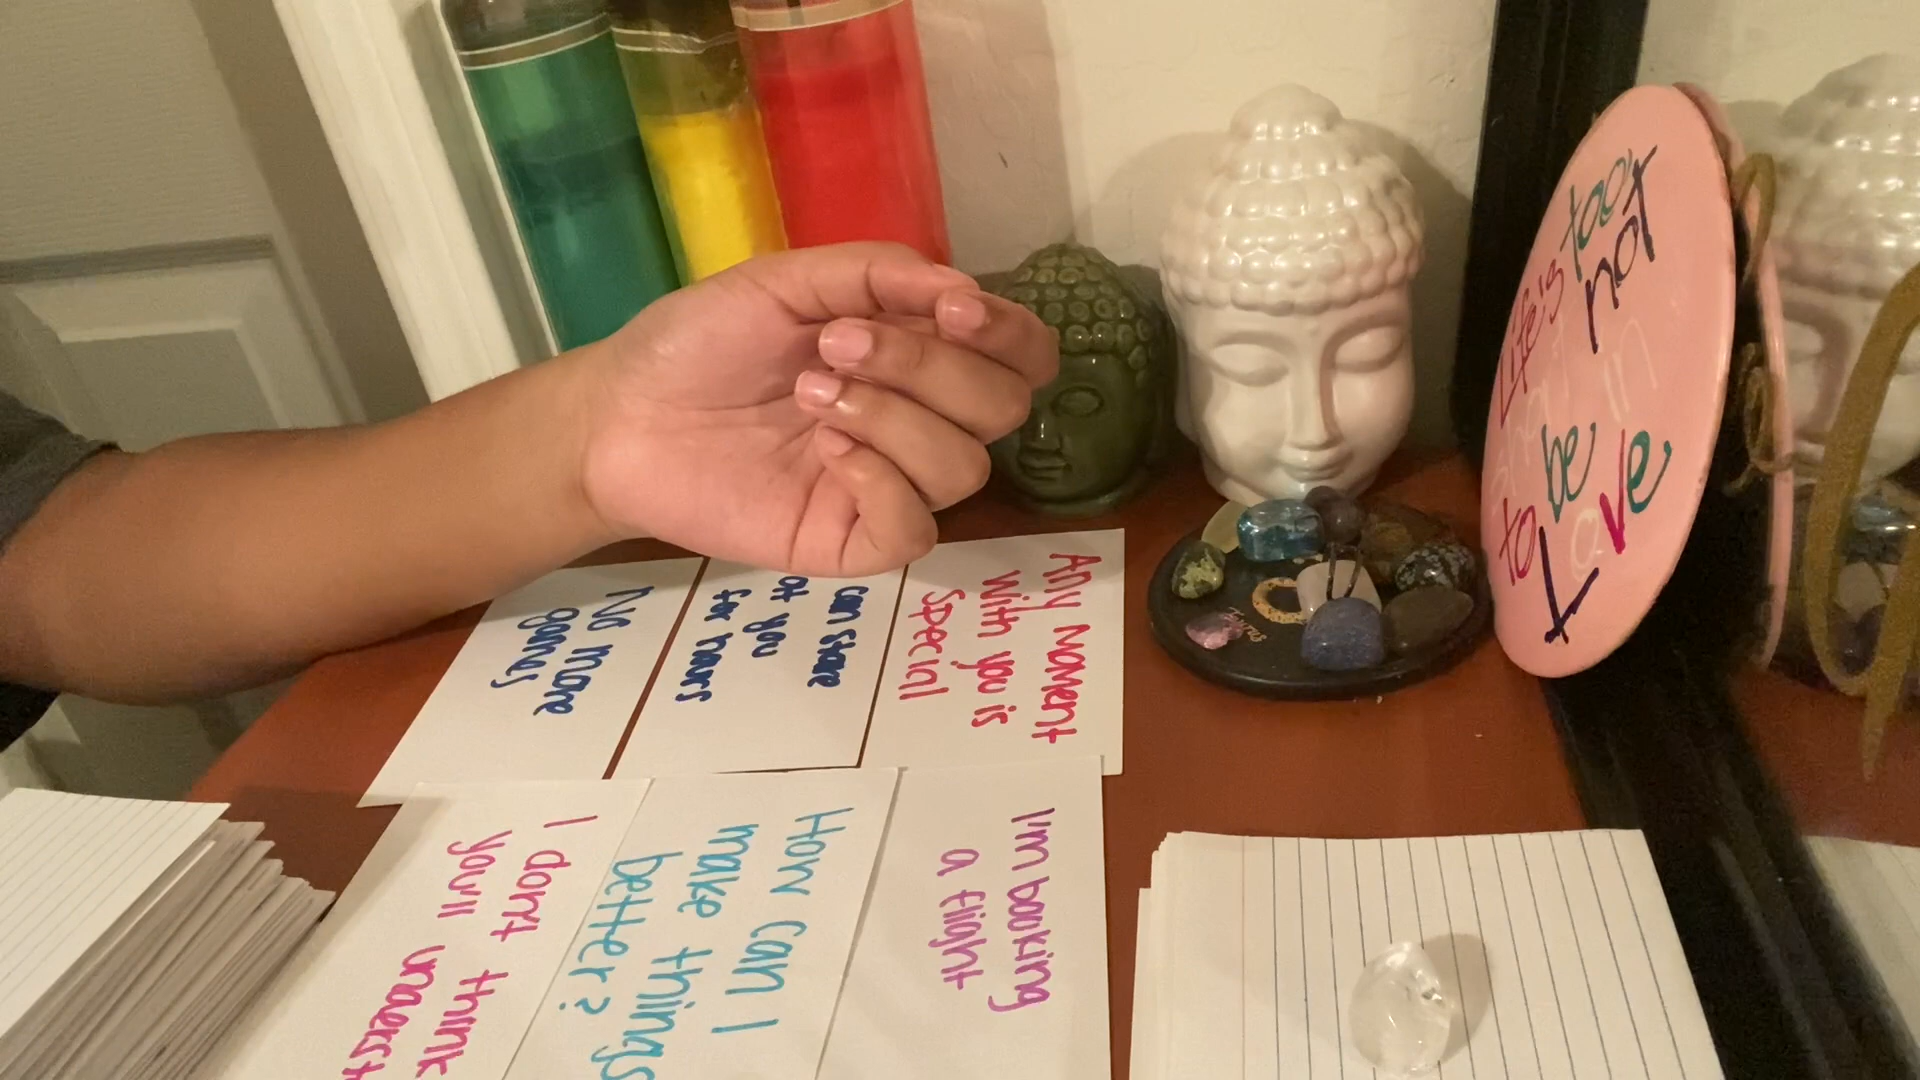 Any moment
with you is
special
can stare
at you
for hours
No more
games
I'm booking
a flight
How can I
make things
better?
I don't think
you'll
Life is too
short
not
in
to be
Love